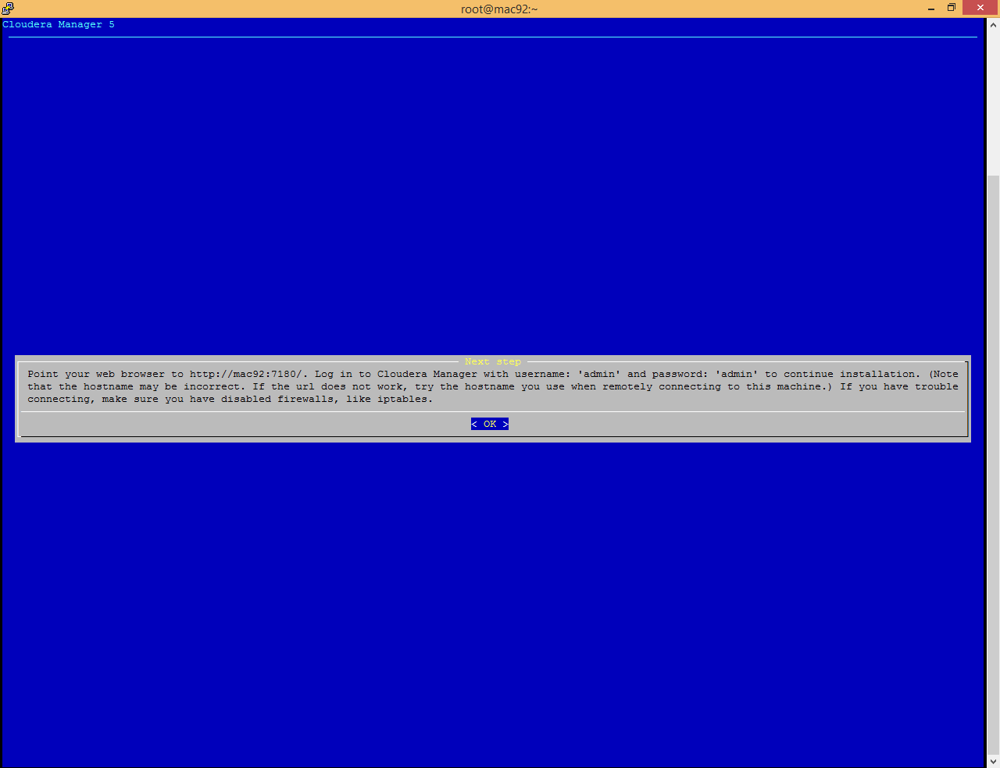 root@mac92:~
Cloudera Manager 5
Next step
Point your web browser to http://mac92:7180/. Log in to Cloudera Manager with username: 'admin' and password: 'admin' to continue installation. (Note
that the hostname may be incorrect. If the url does not work, try the hostname you use when remotely connecting to this machine.) If you have trouble
connecting, make sure you have disabled firewalls, like iptables.
< OK >